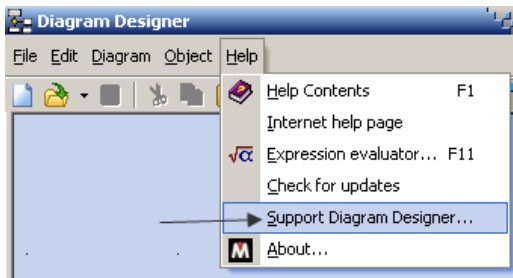 Diagram Designer
File Edit Diagram Object Help
Help Contents F1
Internet help page
√α Expression evaluator... F11
Check for updates
Support Diagram Designer...
M About...